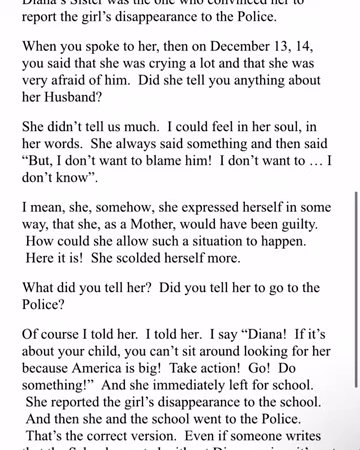 Diana's Sister was the one who convinced her to
report the girl's disappearance to the Police.
When you spoke to her, then on December 13, 14,
you said that she was crying a lot and that she was
very afraid of him.  Did she tell you anything about
her Husband?
She didn't tell us much.  I could feel in her soul, in
her words.  She always said something and then said
“But, I don't want to blame him!  I don't want to … I
don't know”.
I mean, she, somehow, she expressed herself in some
way, that she, as a Mother, would have been guilty.
How could she allow such a situation to happen.
Here it is!  She scolded herself more.
What did you tell her?  Did you tell her to go to the
Police?
Of course I told her.  I told her.  I say “Diana!  If it's
about your child, you can't sit around looking for her
because America is big!  Take action!  Go!  Do
something!”  And she immediately left for school.
She reported the girl's disappearance to the school.
And then she and the school went to the Police.
That's the correct version.  Even if someone writes